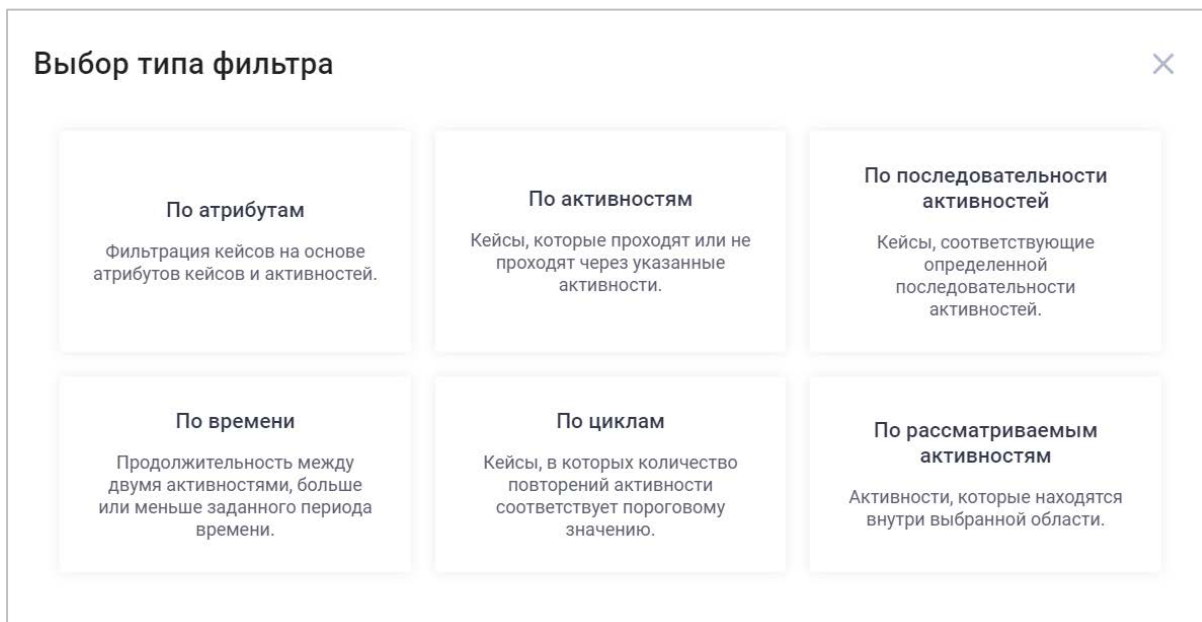 Выбор типа фильтра
По атрибутам
Фильтрация кейсов на основе
атрибутов кейсов и активностей.
По активностям
Кейсы, которые проходят или не
проходят через указанные
активности.
По последовательности
активностей
Кейсы, соответствующие
определенной
последовательности
активностей.
По времени
Продолжительность между
двумя активностями, больше
или меньше заданного периода
времени.
По циклам
Кейсы, в которых количество
повторений активности
соответствует пороговому
значению.
По рассматриваемым
активностям
Активности, которые находятся
внутри выбранной области.